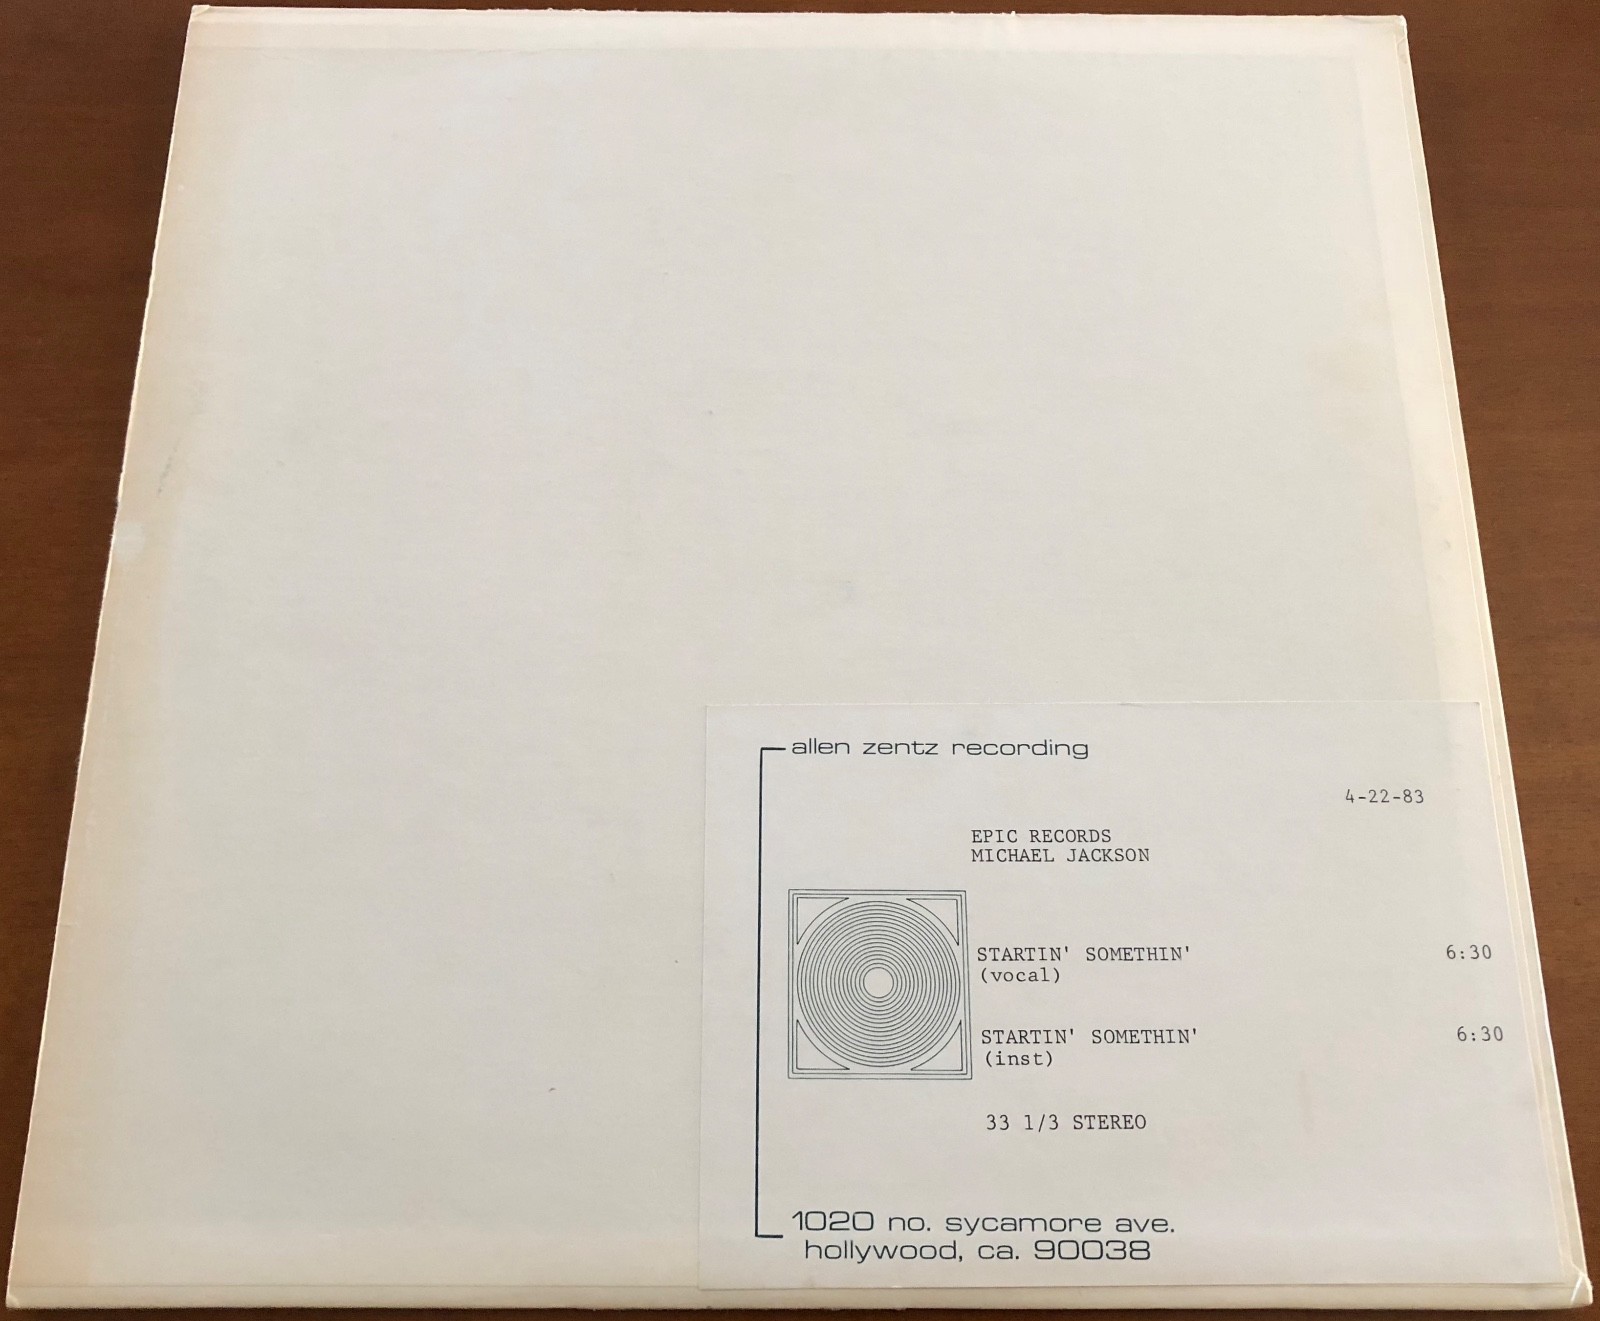 allen zentz recording
4-22-83
EPIC RECORDS
MICHAEL JACKSON
STARTIN' SOMETHIN' 6:30
(vocal)
STARTIN' SOMETHIN' 6:30
(inst)
33 1/3 STEREO
1020 no. sycamore ave.
hollywood, ca. 90038